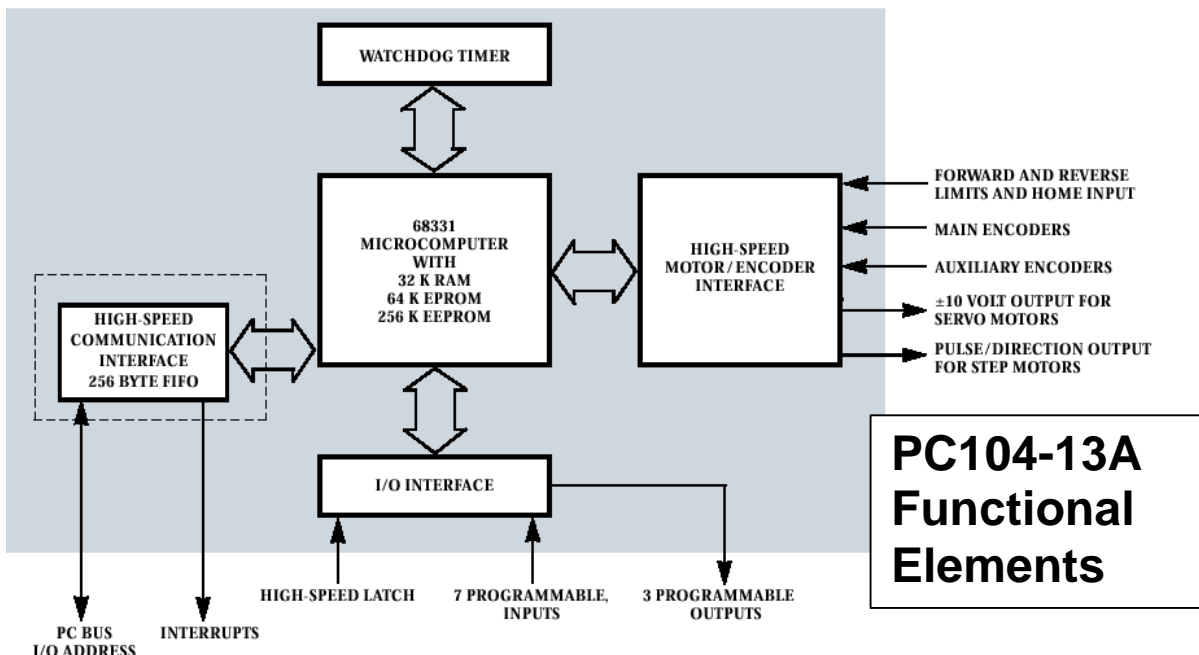 WATCHDOG TIMER
68331
MICROCOMPUTER
WITH
32 K RAM
64 K EPROM
256 K EEPROM
HIGH-SPEED
MOTOR/ENCODER
INTERFACE
FORWARD AND REVERSE
LIMITS AND HOME INPUT
MAIN ENCODERS
AUXILIARY ENCODERS
±10 VOLT OUTPUT FOR
SERVO MOTORS
PULSE/DIRECTION OUTPUT
FOR STEP MOTORS
HIGH-SPEED
COMMUNICATION
INTERFACE
256 BYTE FIFO
I/O INTERFACE
PC104-13A
Functional
Elements
HIGH-SPEED LATCH
7 PROGRAMMABLE,
INPUTS
3 PROGRAMMABLE
OUTPUTS
PC BUS
I/O ADDRESS
INTERRUPTS